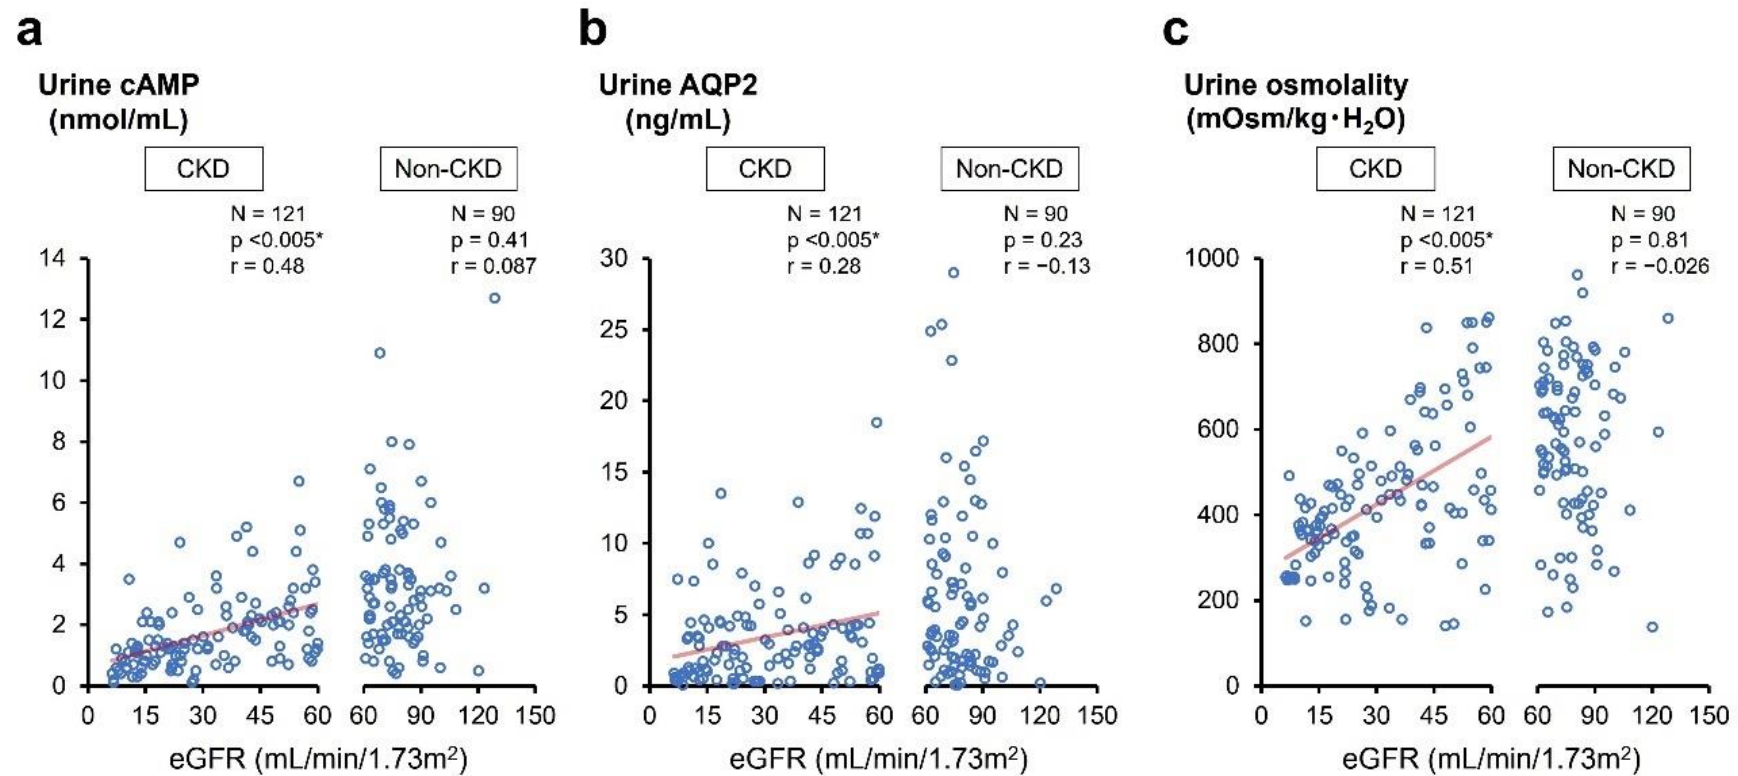 a
Urine cAMP
(nmol/mL)
CKD
Non-CKD
N = 121
p <0.005*
r = 0.48
N = 90
p = 0.41
r = 0.087
14
12
10
8
6
4
2
0
0 15 30 45 60 60 90 120 150
eGFR (mL/min/1.73m²)
b
Urine AQP2
(ng/mL)
CKD
Non-CKD
N = 121
p <0.005*
r = 0.28
N = 90
p = 0.23
r = −0.13
30
25
20
15
10
5
0
0 15 30 45 60 60 90 120 150
eGFR (mL/min/1.73m²)
c
Urine osmolality
(mOsm/kg・H₂O)
CKD
Non-CKD
N = 121
p <0.005*
r = 0.51
N = 90
p = 0.81
r = −0.026
1000
800
600
400
200
0
0 15 30 45 60 60 90 120 150
eGFR (mL/min/1.73m²)